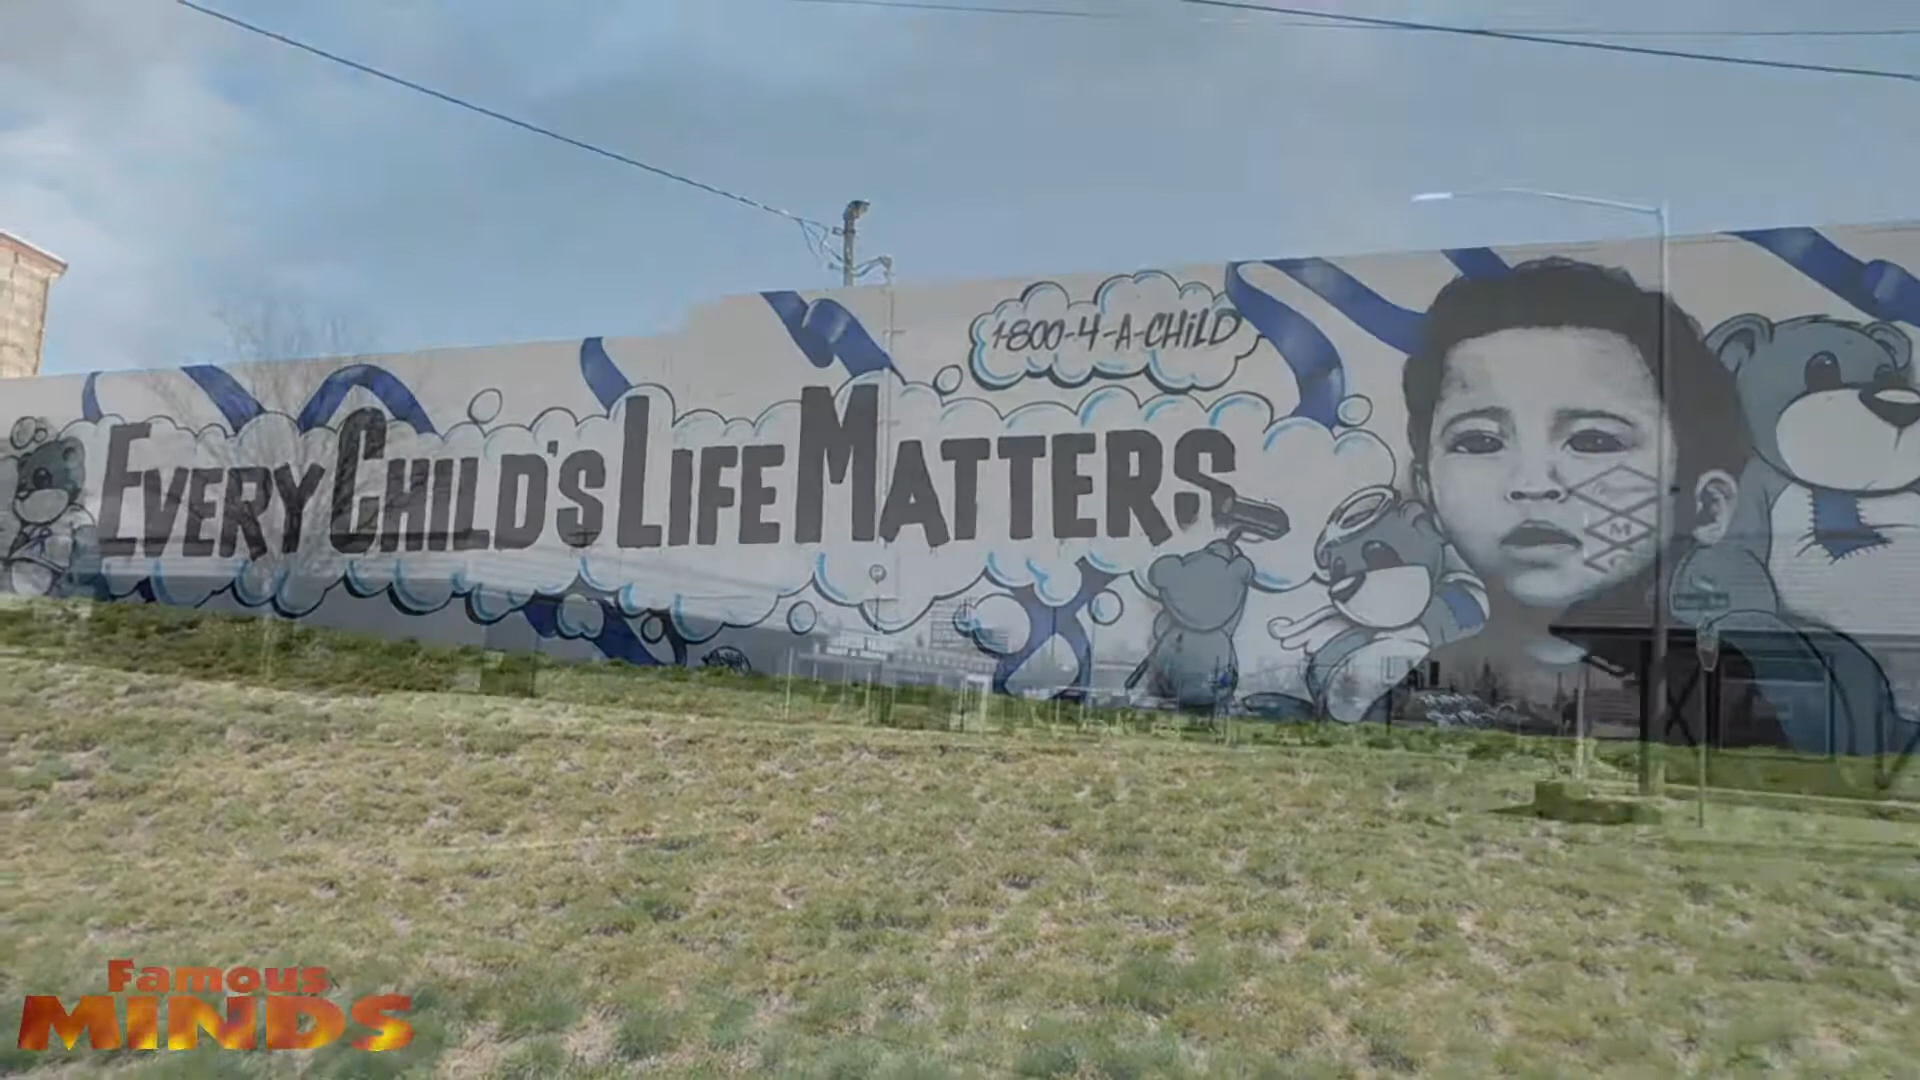 1-800-4-A-CHiLD
EVERY CHILD'S LIFE MATTERS
M
Famous
MINDS